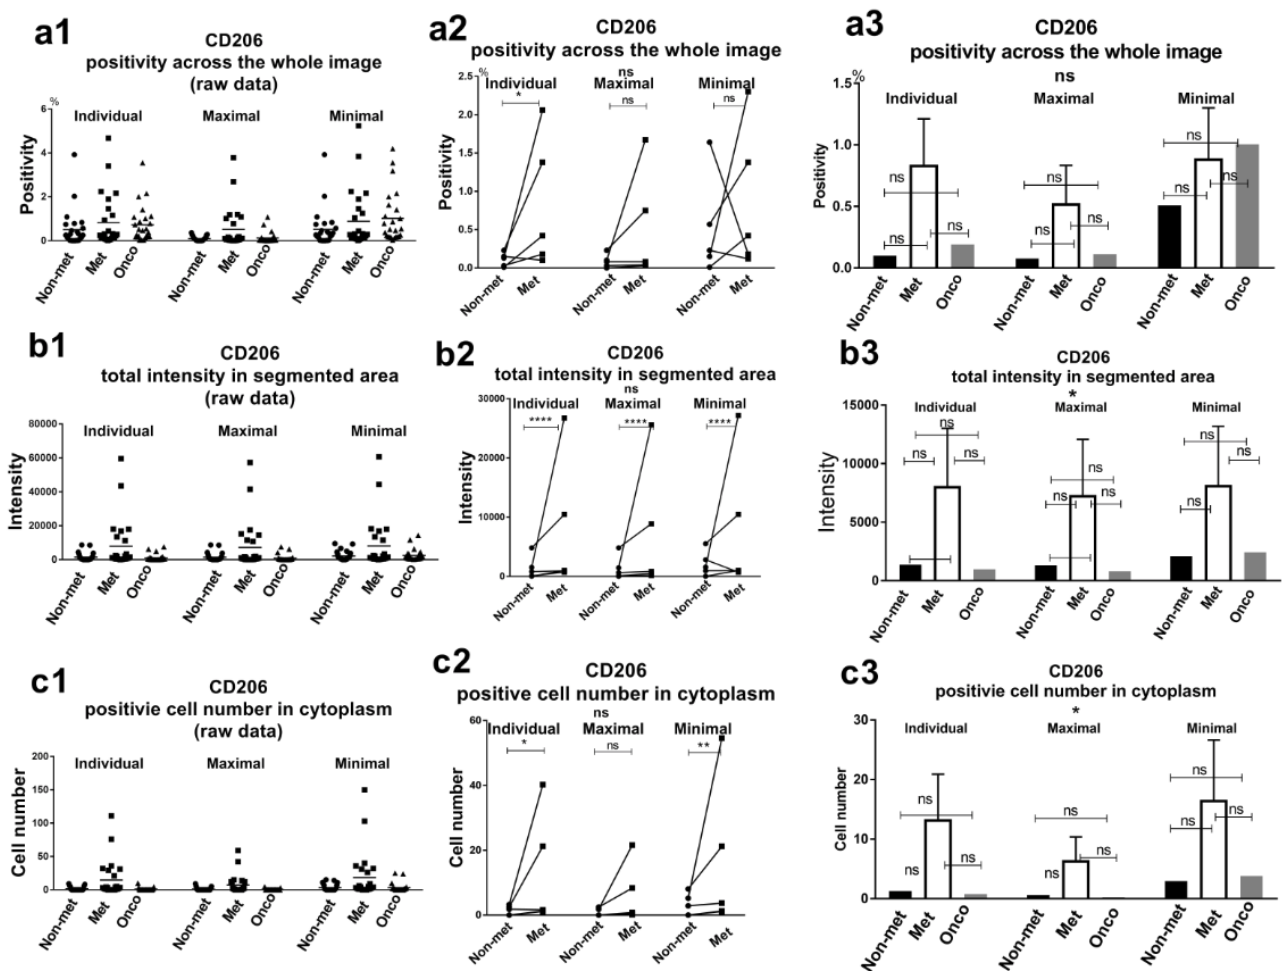 a1
CD206
positivity across the whole image
(raw data)
%
Individual Maximal Minimal
6
4
2
0
Positivity
Non-met Met Onco Non-met Met Onco Non-met Met Onco
a2
CD206
positivity across the whole image
ns
%
Individual Maximal Minimal
* ns ns
2.5
2.0
1.5
1.0
0.5
0.0
Positivity
Non-met Met Non-met Met Non-met Met
a3
CD206
positivity across the whole image
ns
%
Individual Maximal Minimal
1.5
1.0
0.5
0.0
Positivity
ns ns ns
ns ns ns
ns ns ns
Non-met Met Onco Non-met Met Onco Non-met Met Onco
b1
CD206
total intensity in segmented area
(raw data)
Individual Maximal Minimal
80000
60000
40000
20000
0
Intensity
Non-met Met Onco Non-met Met Onco Non-met Met Onco
b2
CD206
total intensity in segmented area
ns
Individual Maximal Minimal
**** **** ****
30000
20000
10000
0
Intensity
Non-met Met Non-met Met Non-met Met
b3
CD206
total intensity in segmented area
*
Individual Maximal Minimal
15000
10000
5000
0
Intensity
ns ns ns
ns ns ns
ns ns ns
Non-met Met Onco Non-met Met Onco Non-met Met Onco
c1
CD206
positivie cell number in cytoplasm
(raw data)
Individual Maximal Minimal
200
150
100
50
0
Cell number
Non-met Met Onco Non-met Met Onco Non-met Met Onco
c2
CD206
positive cell number in cytoplasm
ns
Individual Maximal Minimal
* ns **
60
40
20
0
Cell number
Non-met Met Non-met Met Non-met Met
c3
CD206
positivie cell number in cytoplasm
*
Individual Maximal Minimal
30
20
10
0
Cell number
ns ns ns
ns ns ns
ns ns ns
Non-met Met Onco Non-met Met Onco Non-met Met Onco